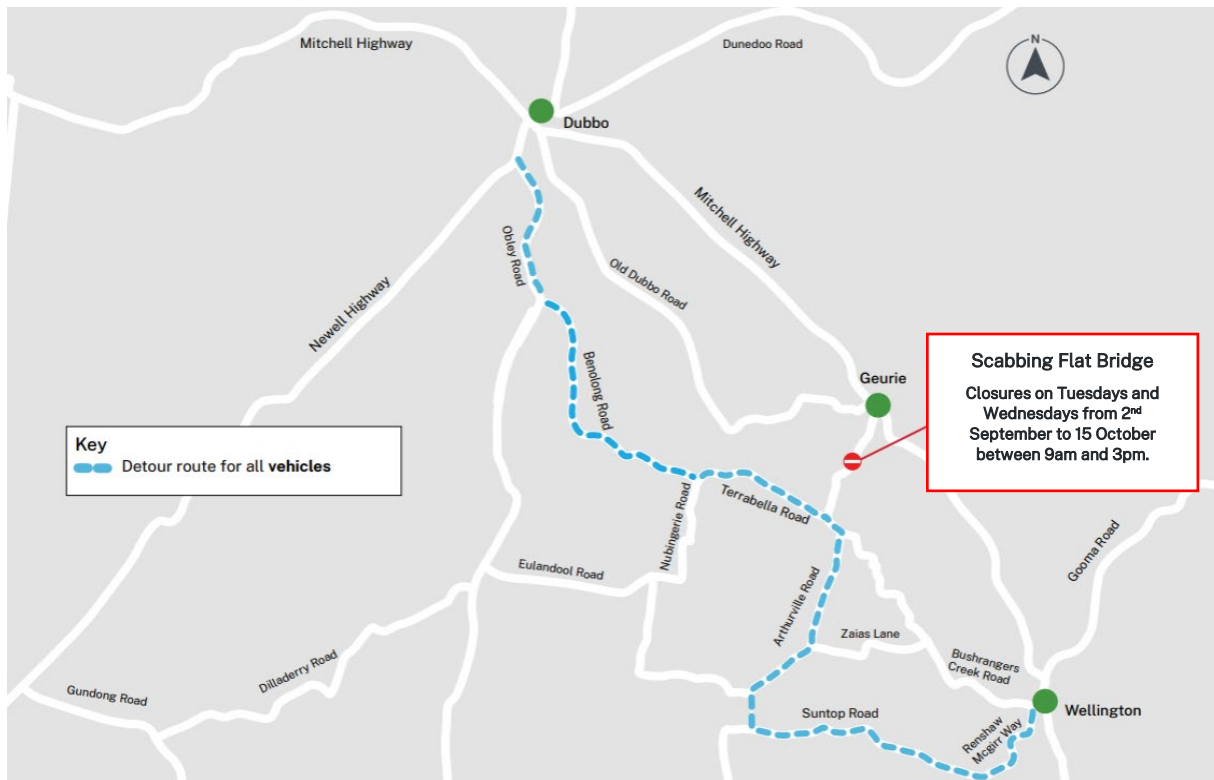 Mitchell Highway
Dunedoo Road
N
Dubbo
Mitchell Highway
Obley Road
Old Dubbo Road
Newell Highway
Scabbing Flat Bridge
Closures on Tuesdays and
Wednesdays from 2nd
September to 15 October
between 9am and 3pm.
Geurie
Benolong Road
Key
Detour route for all vehicles
Terrabella Road
Nubingerie Road
Gooma Road
Eulandool Road
Arthurville Road
Zaias Lane
Bushrangers
Creek Road
Dilladerry Road
Gundong Road
Suntop Road
Renshaw
Mcgirr Way
Wellington